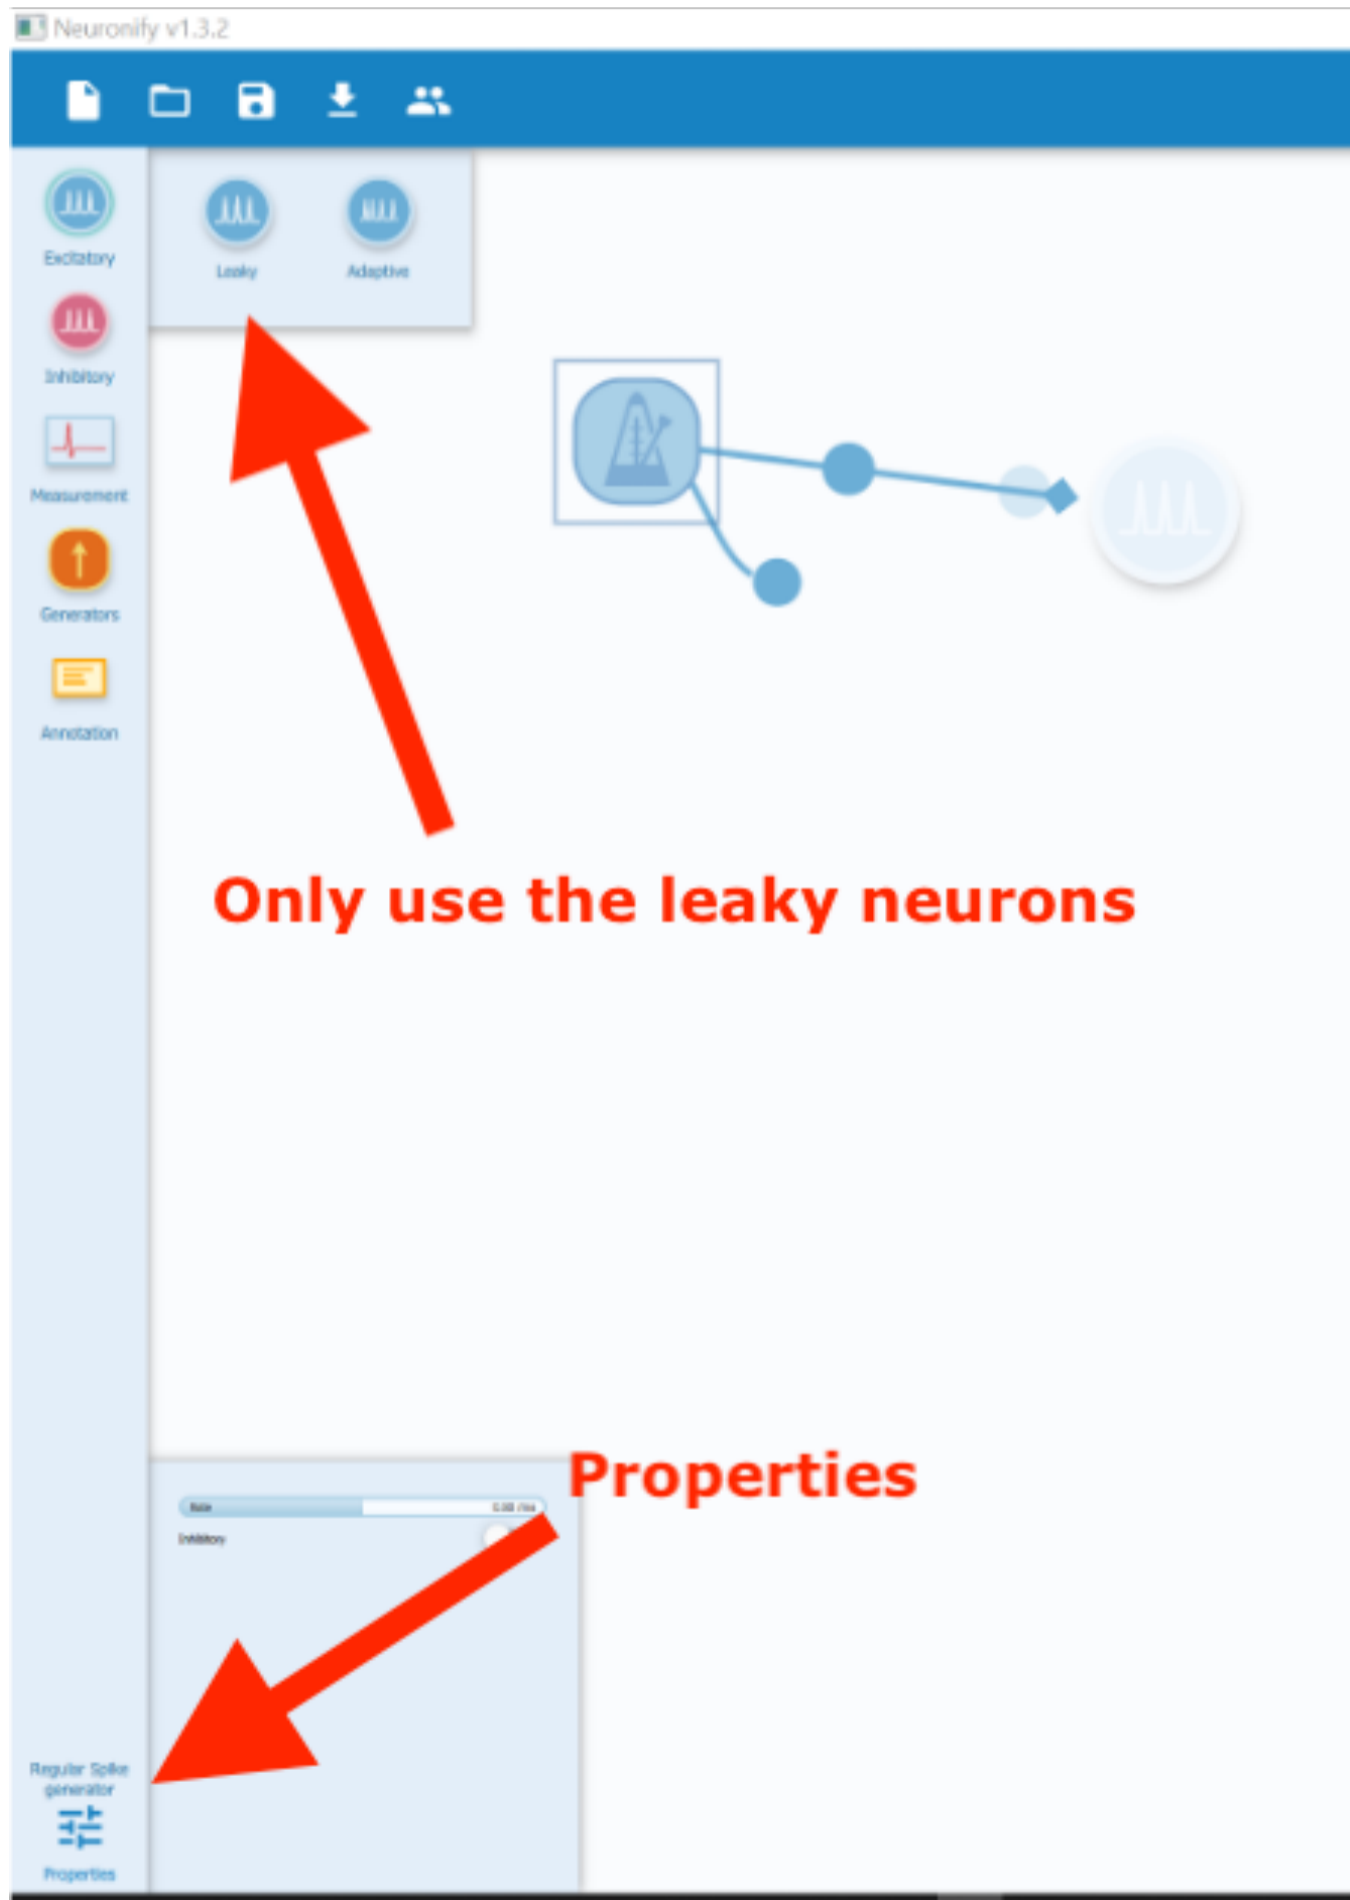 Neuronify v1.3.2
Excitatory
Leaky
Adaptive
Inhibitory
Measurement
Generators
Annotation
Only use the leaky neurons
Properties
Rate
Inhibitory
Regular Spike
generator
Properties